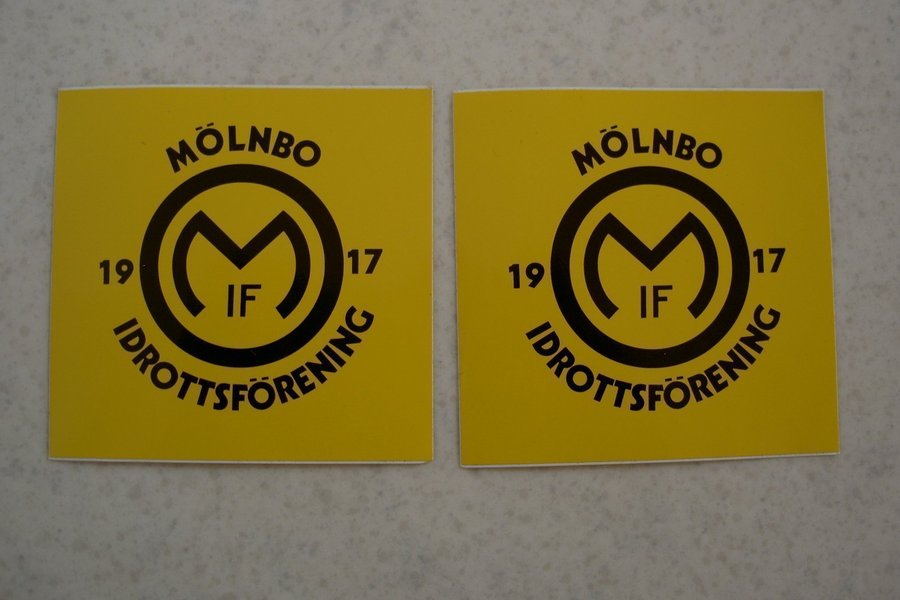 MÖLNBO
19 17
M
IF
IDROTTSFÖRENING
MÖLNBO
19 17
M
IF
IDROTTSFÖRENING